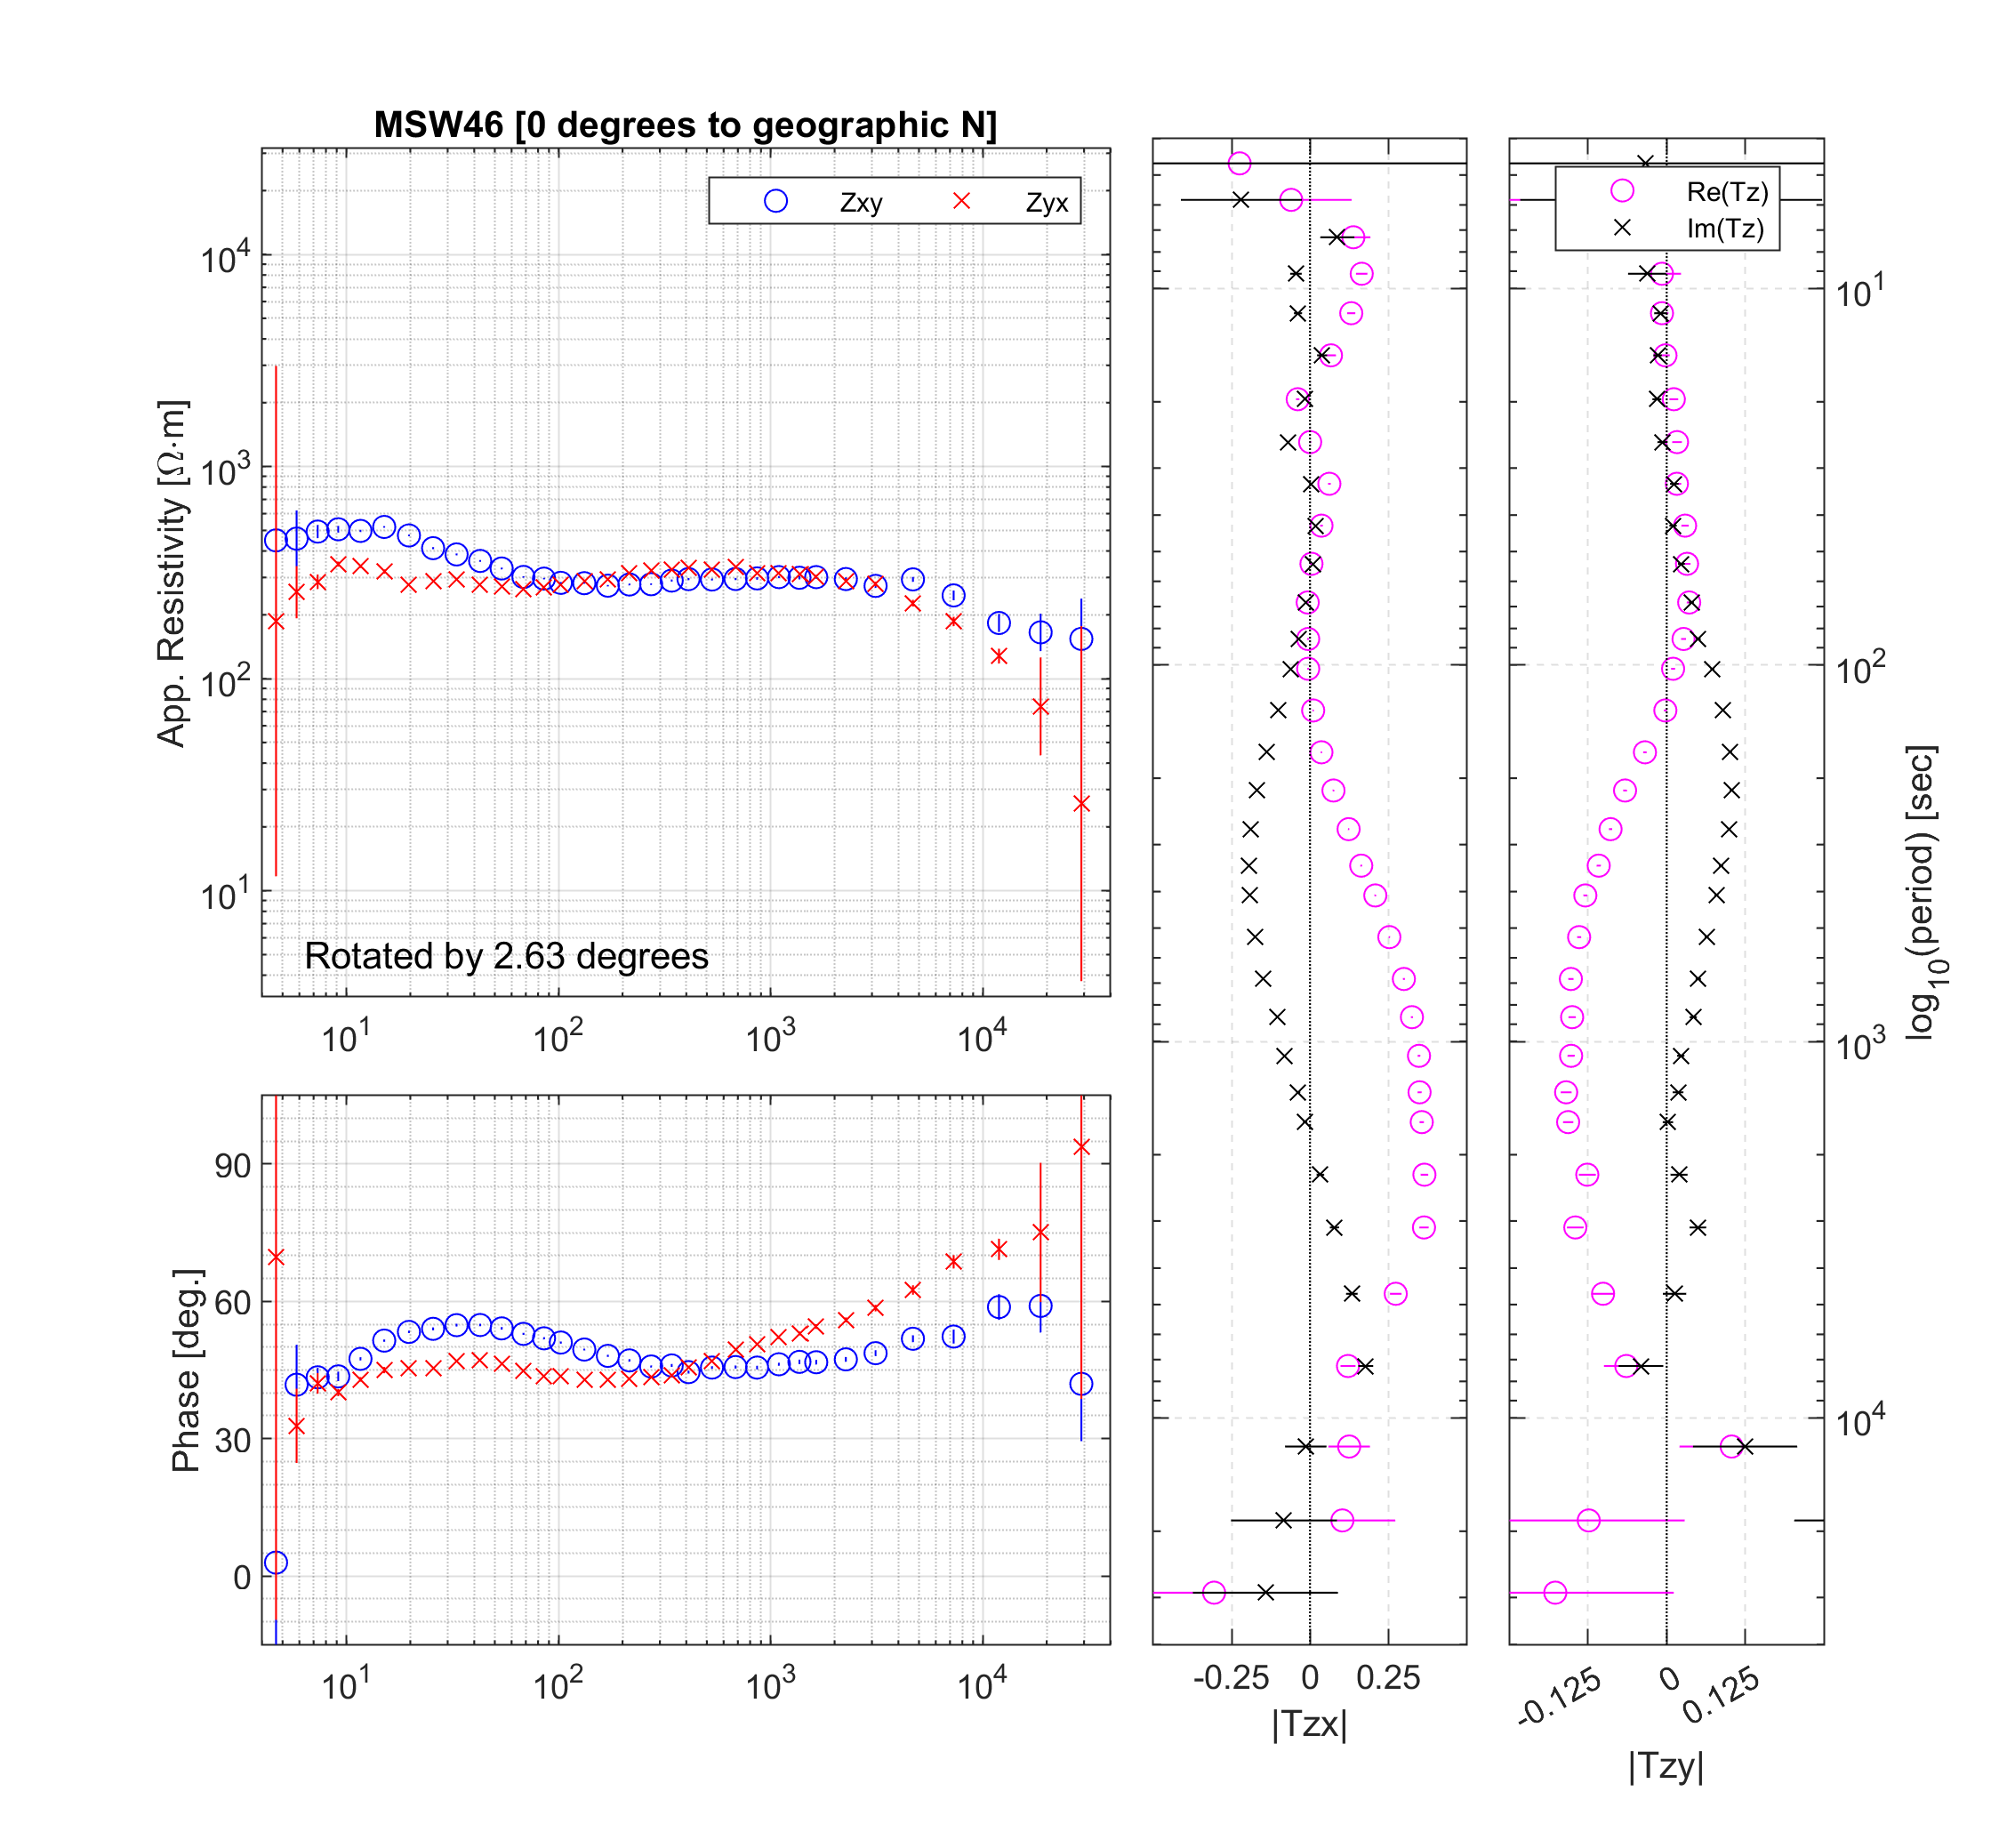 MSW46 [0 degrees to geographic N]
Zxy Zyx
10^4
10^3
10^2
10^1
App. Resistivity [Ω·m]
Rotated by 2.63 degrees
10^1 10^2 10^3 10^4
90
60
30
0
Phase [deg.]
10^1 10^2 10^3 10^4
-0.25 0 0.25
|Tzx|
Re(Tz)
Im(Tz)
10^1
10^2
10^3
10^4
log10(period) [sec]
-0.125 0 0.125
|Tzy|